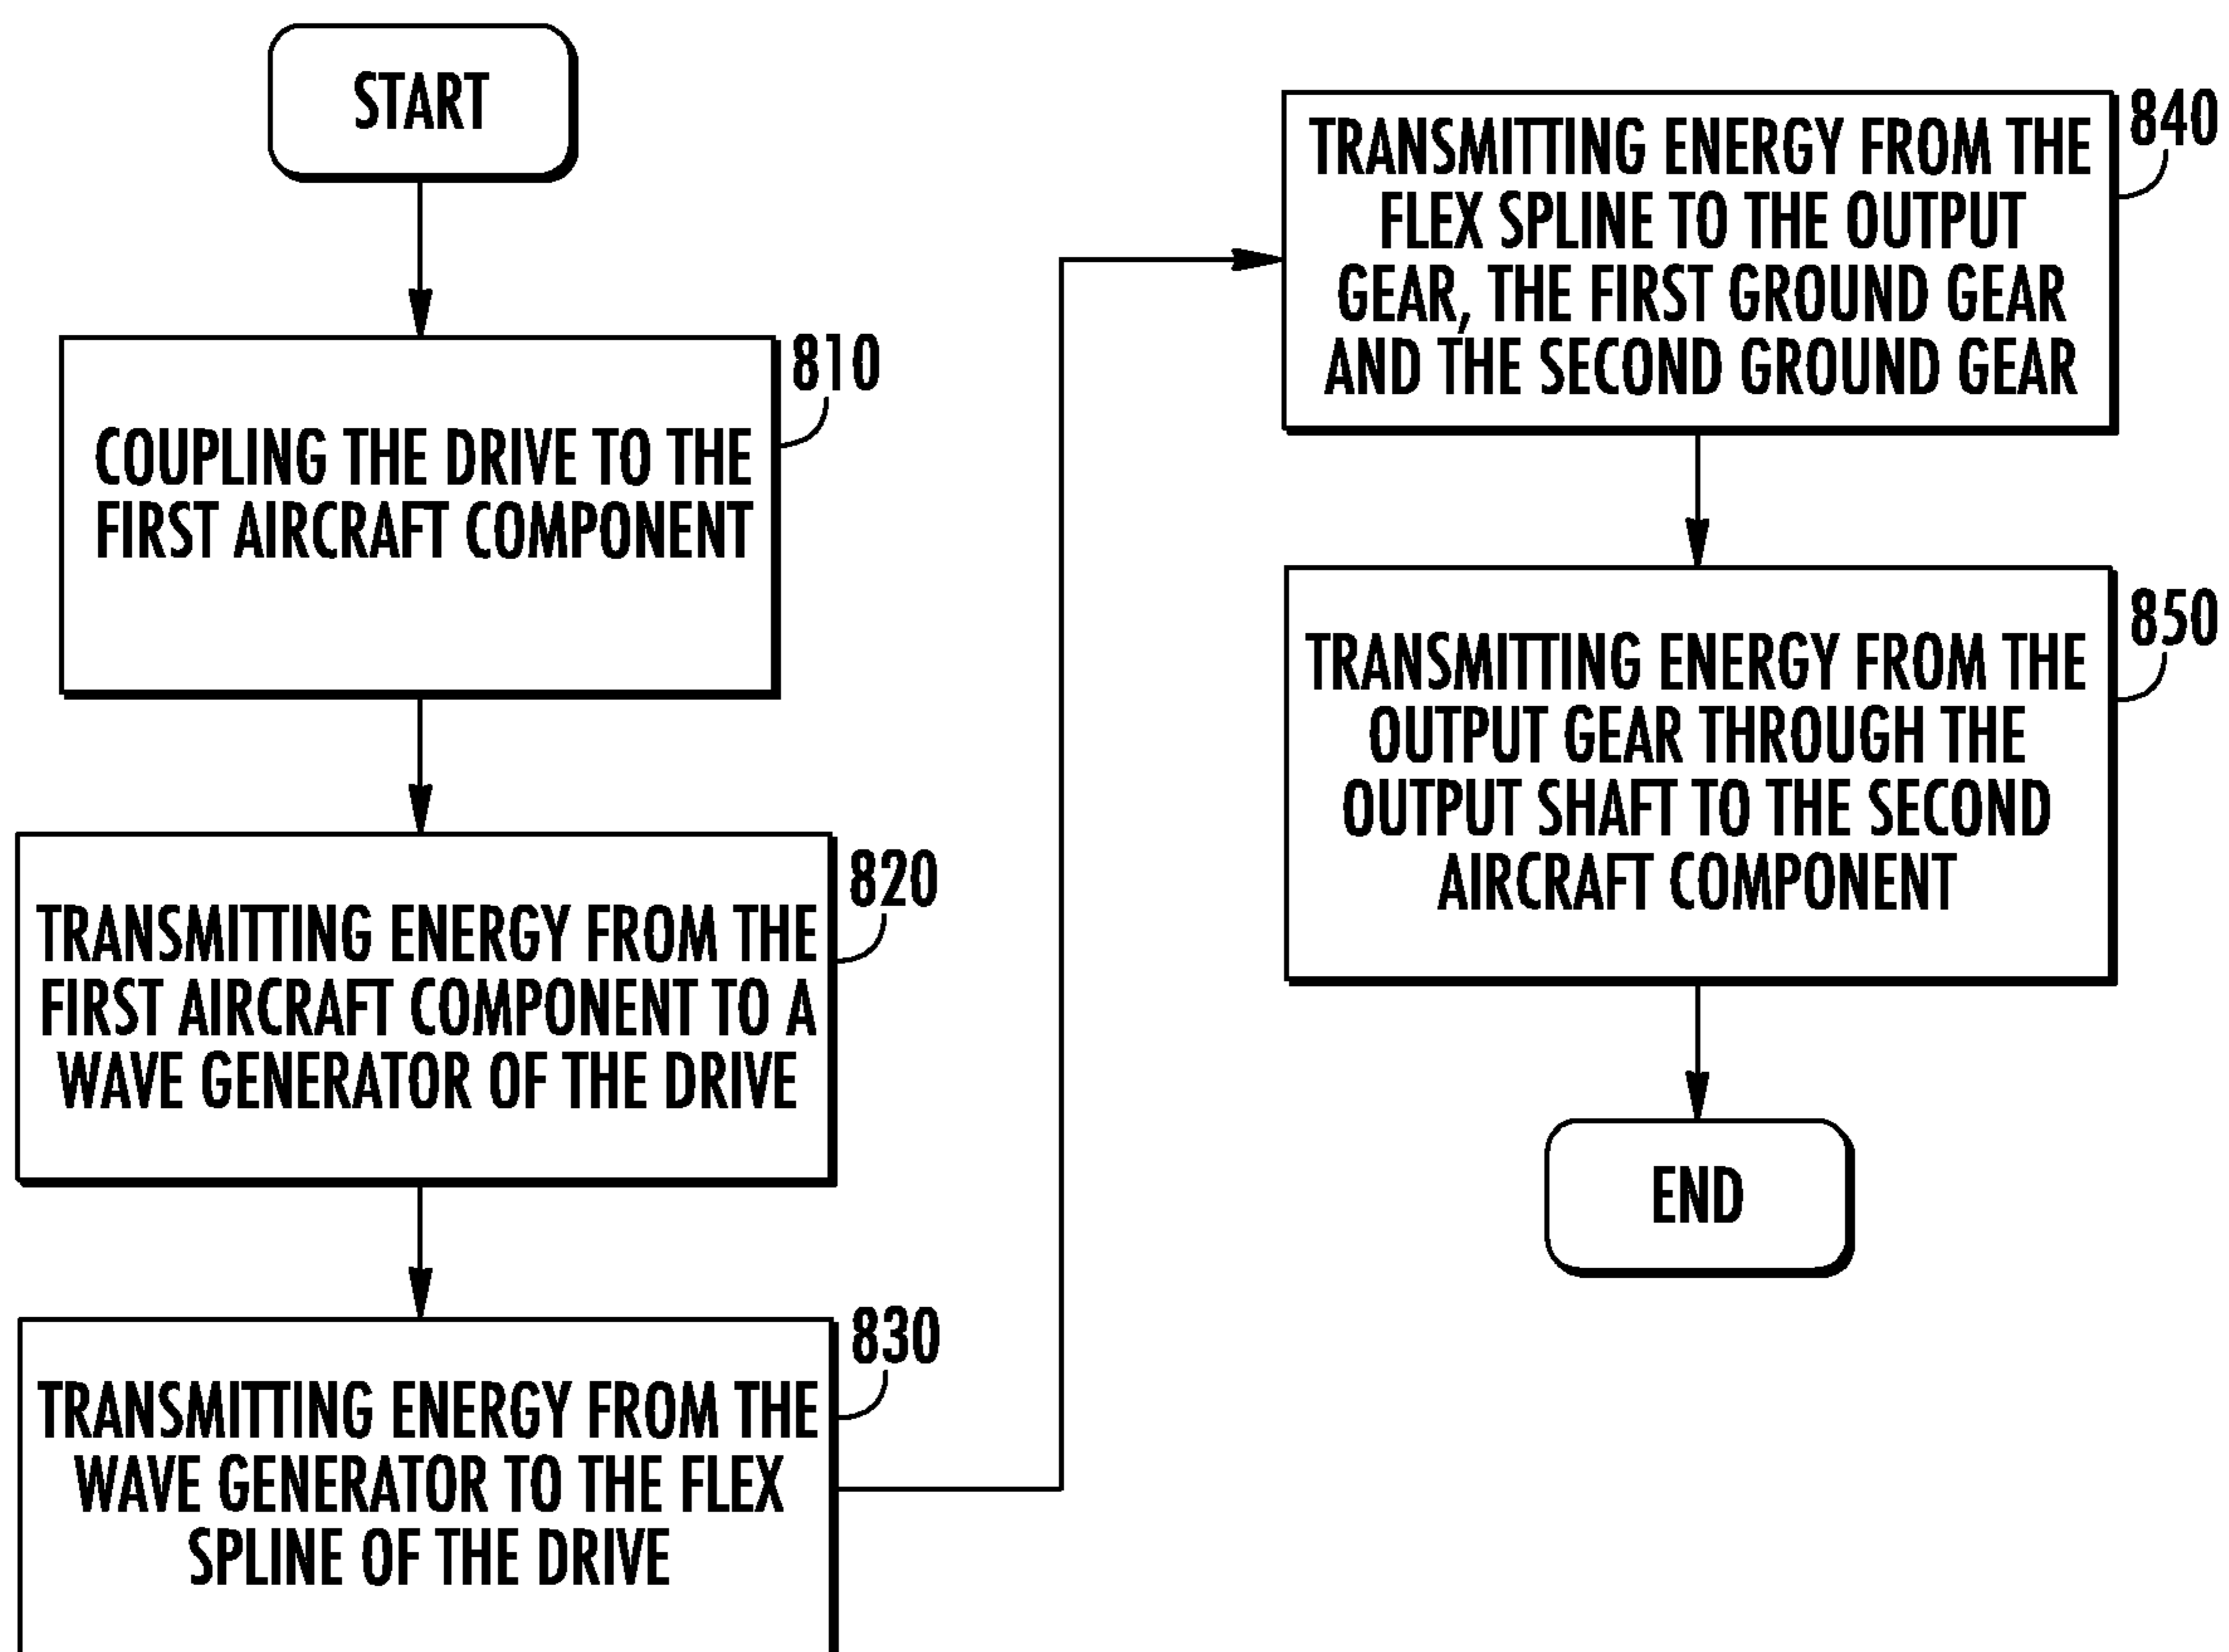 START
810
COUPLING THE DRIVE TO THE
FIRST AIRCRAFT COMPONENT
820
TRANSMITTING ENERGY FROM THE
FIRST AIRCRAFT COMPONENT TO A
WAVE GENERATOR OF THE DRIVE
830
TRANSMITTING ENERGY FROM THE
WAVE GENERATOR TO THE FLEX
SPLINE OF THE DRIVE
840
TRANSMITTING ENERGY FROM THE
FLEX SPLINE TO THE OUTPUT
GEAR, THE FIRST GROUND GEAR
AND THE SECOND GROUND GEAR
850
TRANSMITTING ENERGY FROM THE
OUTPUT GEAR THROUGH THE
OUTPUT SHAFT TO THE SECOND
AIRCRAFT COMPONENT
END